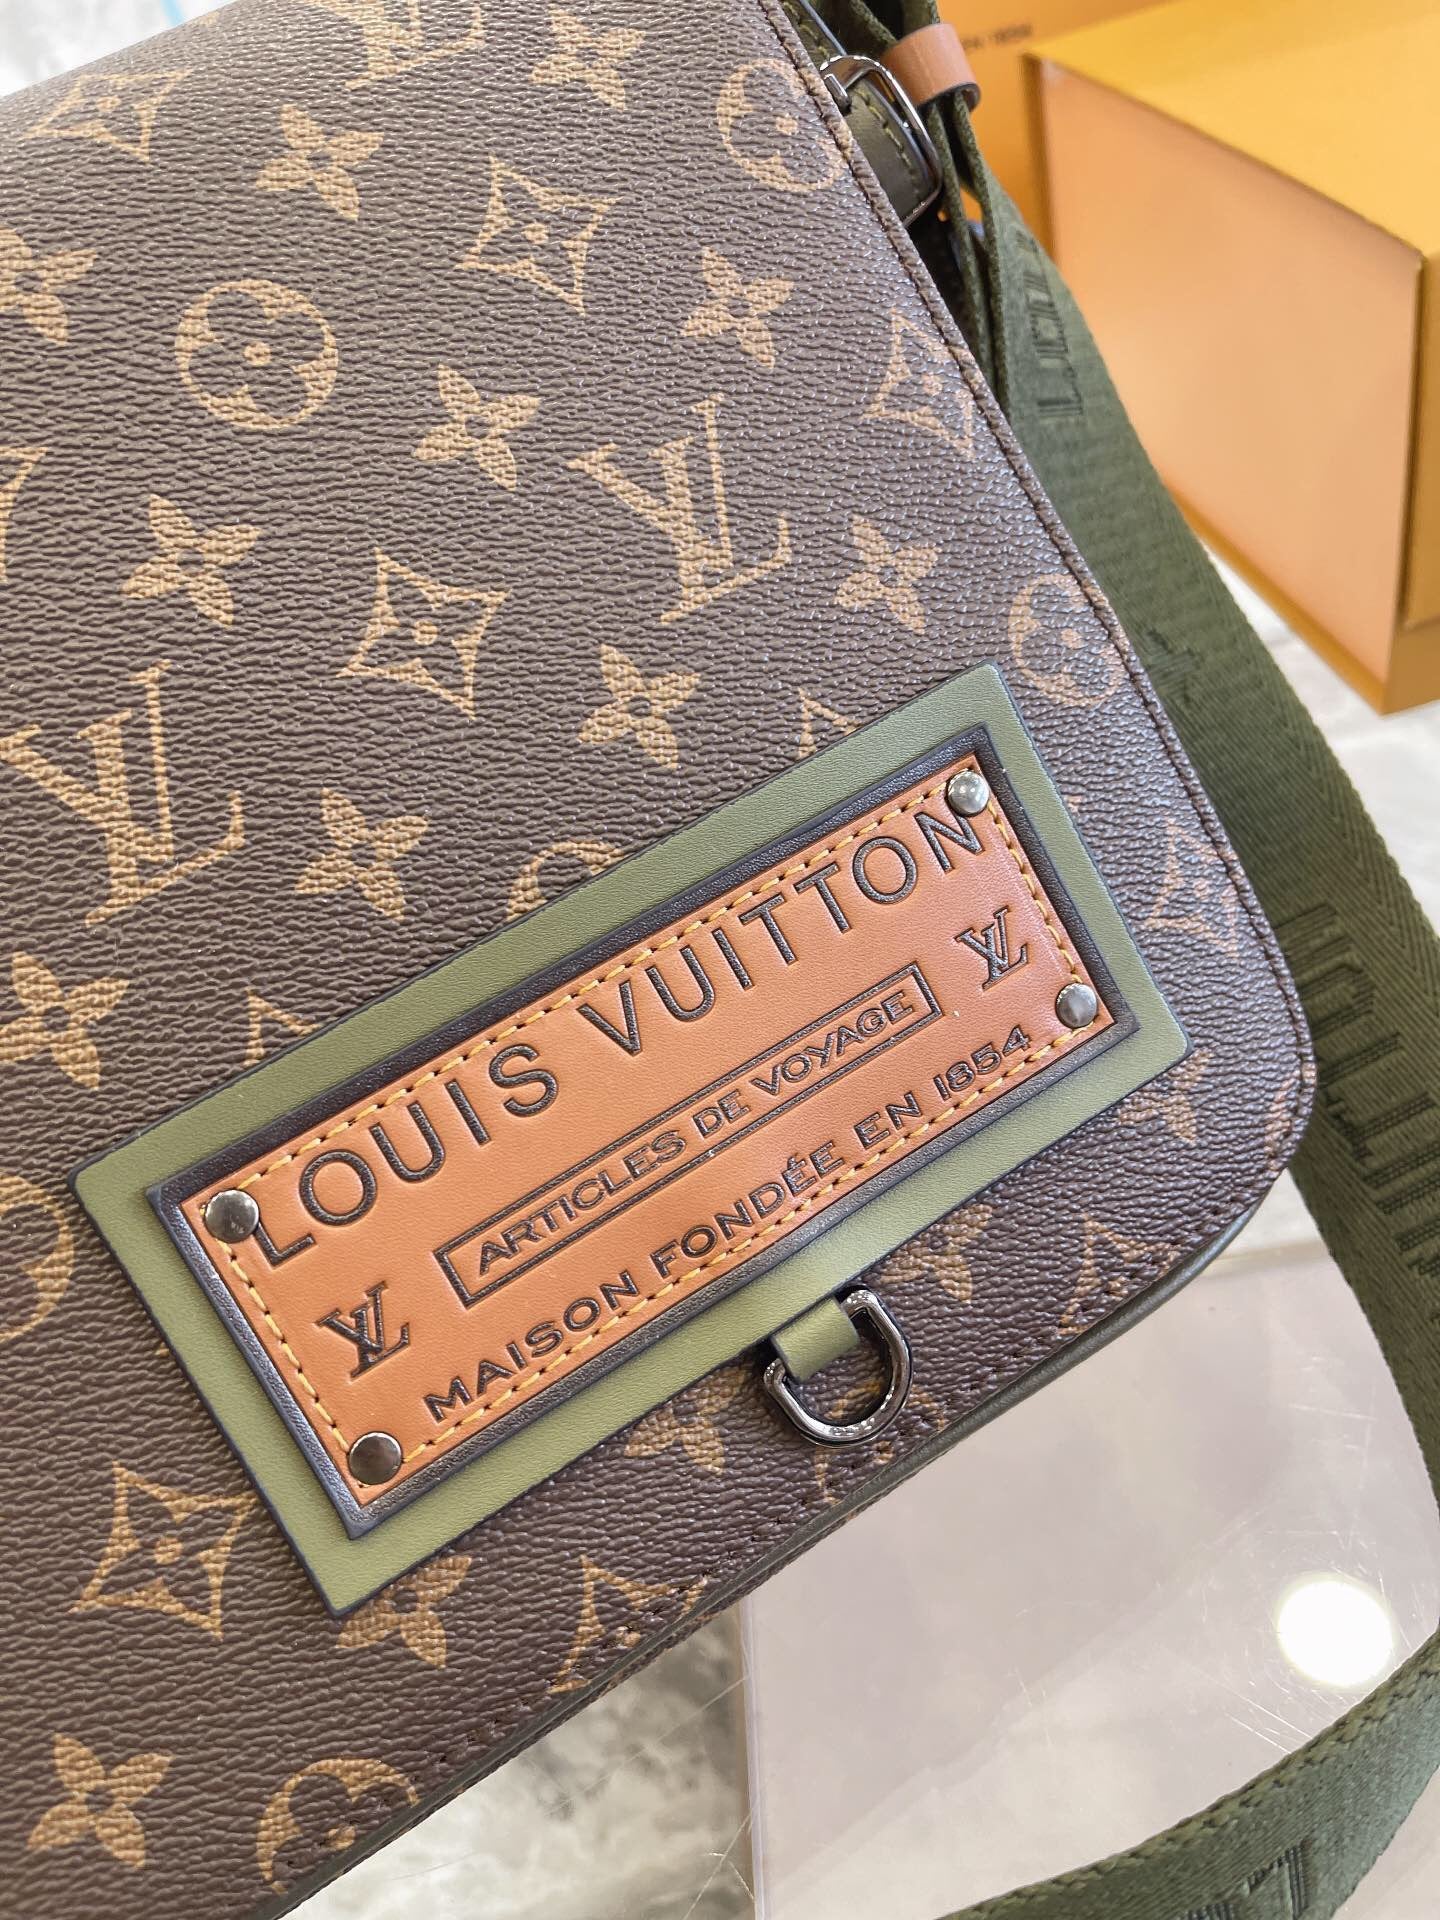 LOUIS VUITTON
LV ARTICLES DE VOYAGE LV
MAISON FONDÉE EN 1854